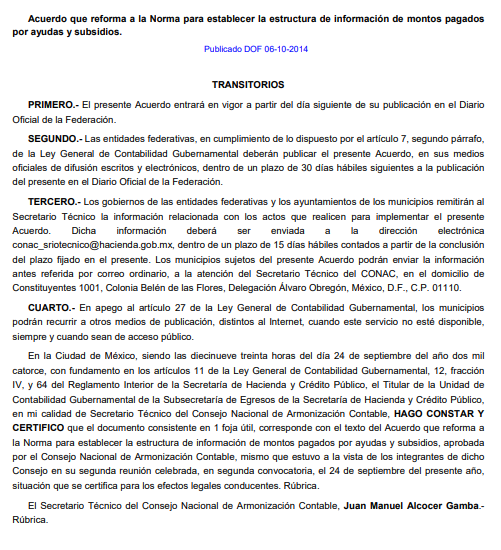 Acuerdo que reforma a la Norma para establecer la estructura de información de montos pagados
por ayudas y subsidios.
Publicado DOF 06-10-2014
TRANSITORIOS
PRIMERO.- El presente Acuerdo entrará en vigor a partir del día siguiente de su publicación en el Diario
Oficial de la Federación.
SEGUNDO.- Las entidades federativas, en cumplimiento de lo dispuesto por el artículo 7, segundo párrafo,
de la Ley General de Contabilidad Gubernamental deberán publicar el presente Acuerdo, en sus medios
oficiales de difusión escritos y electrónicos, dentro de un plazo de 30 días hábiles siguientes a la publicación
del presente en el Diario Oficial de la Federación.
TERCERO.- Los gobiernos de las entidades federativas y los ayuntamientos de los municipios remitirán al
Secretario Técnico la información relacionada con los actos que realicen para implementar el presente
Acuerdo. Dicha información deberá ser enviada a la dirección electrónica
conac_sriotecnico@hacienda.gob.mx, dentro de un plazo de 15 días hábiles contados a partir de la conclusión
del plazo fijado en el presente. Los municipios sujetos del presente Acuerdo podrán enviar la información
antes referida por correo ordinario, a la atención del Secretario Técnico del CONAC, en el domicilio de
Constituyentes 1001, Colonia Belén de las Flores, Delegación Álvaro Obregón, México, D.F., C.P. 01110.
CUARTO.- En apego al artículo 27 de la Ley General de Contabilidad Gubernamental, los municipios
podrán recurrir a otros medios de publicación, distintos al Internet, cuando este servicio no esté disponible,
siempre y cuando sean de acceso público.
En la Ciudad de México, siendo las diecinueve treinta horas del día 24 de septiembre del año dos mil
catorce, con fundamento en los artículos 11 de la Ley General de Contabilidad Gubernamental, 12, fracción
IV, y 64 del Reglamento Interior de la Secretaría de Hacienda y Crédito Público, el Titular de la Unidad de
Contabilidad Gubernamental de la Subsecretaría de Egresos de la Secretaría de Hacienda y Crédito Público,
en mi calidad de Secretario Técnico del Consejo Nacional de Armonización Contable, HAGO CONSTAR Y
CERTIFICO que el documento consistente en 1 foja útil, corresponde con el texto del Acuerdo que reforma a
la Norma para establecer la estructura de información de montos pagados por ayudas y subsidios, aprobada
por el Consejo Nacional de Armonización Contable, mismo que estuvo a la vista de los integrantes de dicho
Consejo en su segunda reunión celebrada, en segunda convocatoria, el 24 de septiembre del presente año,
situación que se certifica para los efectos legales conducentes. Rúbrica.
El Secretario Técnico del Consejo Nacional de Armonización Contable, Juan Manuel Alcocer Gamba.-
Rúbrica.